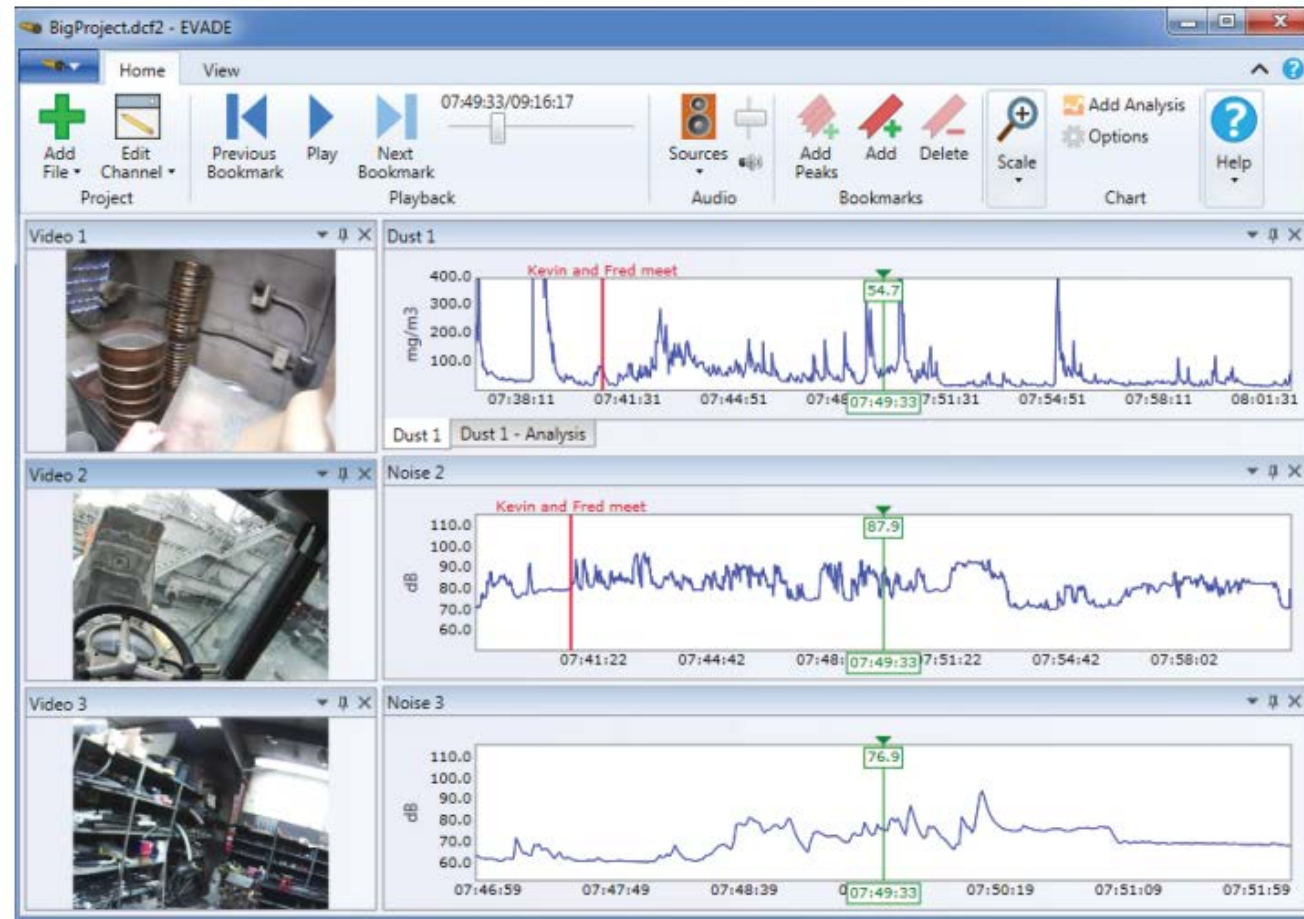 BigProject.dcf2 - EVADE
Home View
07:49:33/09:16:17
Add File Edit Channel Previous Bookmark Play Next Bookmark Sources Add Peaks Add Delete Scale Add Analysis Options Help
Project Playback Audio Bookmarks Chart
Video 1
Dust 1
Kevin and Fred meet
400.0
300.0
200.0
100.0
mg/m3
54.7
07:38:11 07:41:31 07:44:51 07:48 07:49:33 7:51:31 07:54:51 07:58:11 08:01:31
Dust 1 Dust 1 - Analysis
Video 2
Noise 2
Kevin and Fred meet
110.0
100.0
90.0
80.0
70.0
60.0
dB
87.9
07:41:22 07:44:42 07:48: 07:49:33 7:51:22 07:54:42 07:58:02
Video 3
Noise 3
110.0
100.0
90.0
80.0
70.0
60.0
dB
76.9
07:46:59 07:47:49 07:48:39 07:49:33 07:50:19 07:51:09 07:51:59